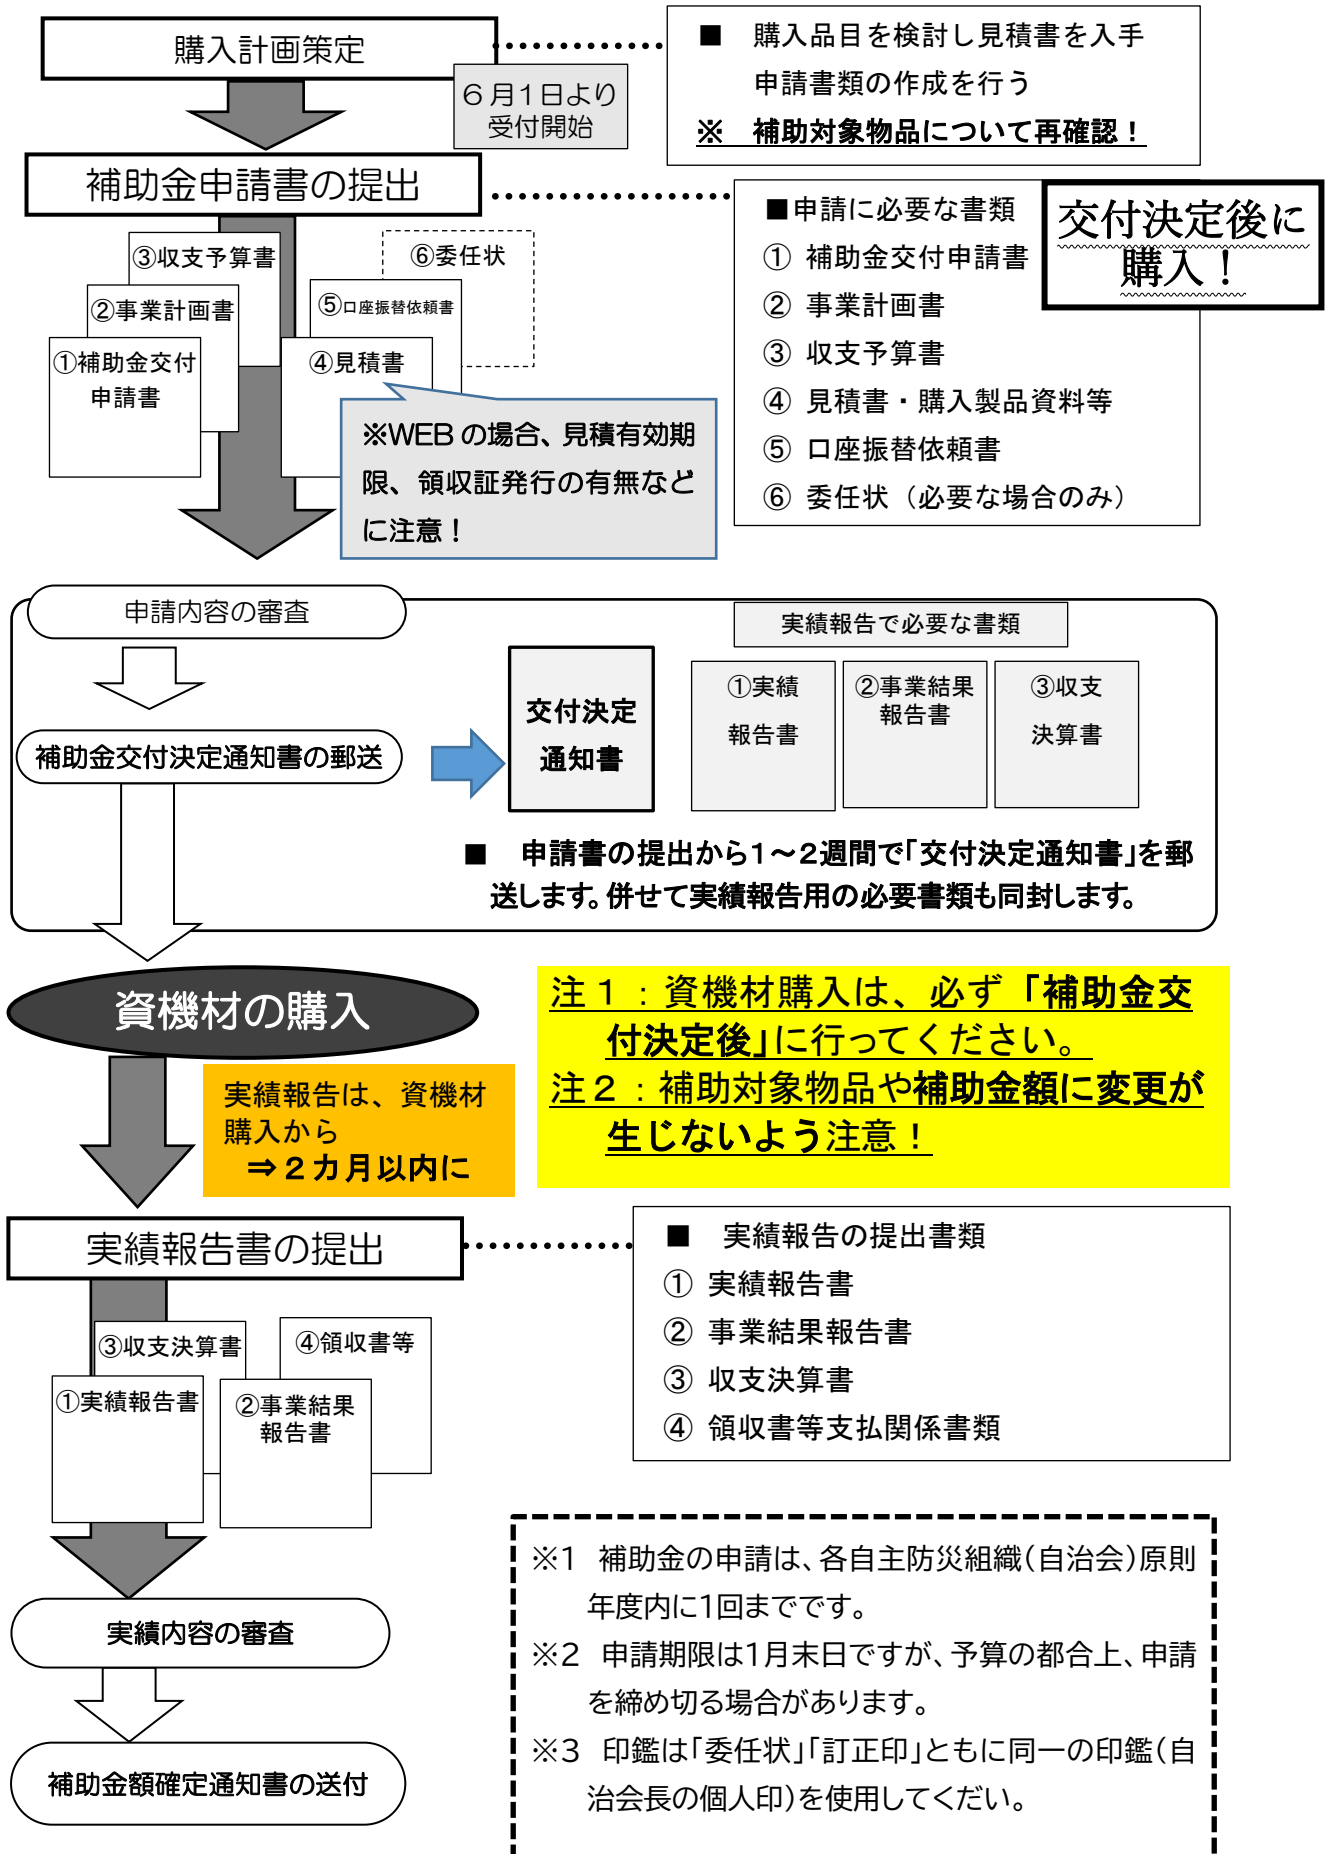 購入計画策定
6月1日より
受付開始
■　購入品目を検討し見積書を入手
申請書類の作成を行う
※　補助対象物品について再確認！
補助金申請書の提出
■申請に必要な書類
① 補助金交付申請書
② 事業計画書
③ 収支予算書
④ 見積書・購入製品資料等
⑤ 口座振替依頼書
⑥ 委任状（必要な場合のみ）
交付決定後に
購入！
③収支予算書
②事業計画書
①補助金交付
申請書
⑥委任状
⑤口座振替依頼書
④見積書
※WEBの場合、見積有効期
限、領収証発行の有無など
に注意！
申請内容の審査
補助金交付決定通知書の郵送
交付決定
通知書
実績報告で必要な書類
①実績
報告書
②事業結果
報告書
③収支
決算書
■　申請書の提出から1～2週間で「交付決定通知書」を郵
送します。併せて実績報告用の必要書類も同封します。
資機材の購入
実績報告は、資機材
購入から
⇒２カ月以内に
注１：資機材購入は、必ず「補助金交
付決定後」に行ってください。
注２：補助対象物品や補助金額に変更が
生じないよう注意！
実績報告書の提出
■　実績報告の提出書類
① 実績報告書
② 事業結果報告書
③ 収支決算書
④ 領収書等支払関係書類
③収支決算書
①実績報告書
④領収書等
②事業結果
報告書
実績内容の審査
補助金額確定通知書の送付
※1　補助金の申請は、各自主防災組織（自治会）原則
年度内に1回までです。
※2　申請期限は1月末日ですが、予算の都合上、申請
を締め切る場合があります。
※3　印鑑は「委任状」「訂正印」ともに同一の印鑑（自
治会長の個人印）を使用してくだい。